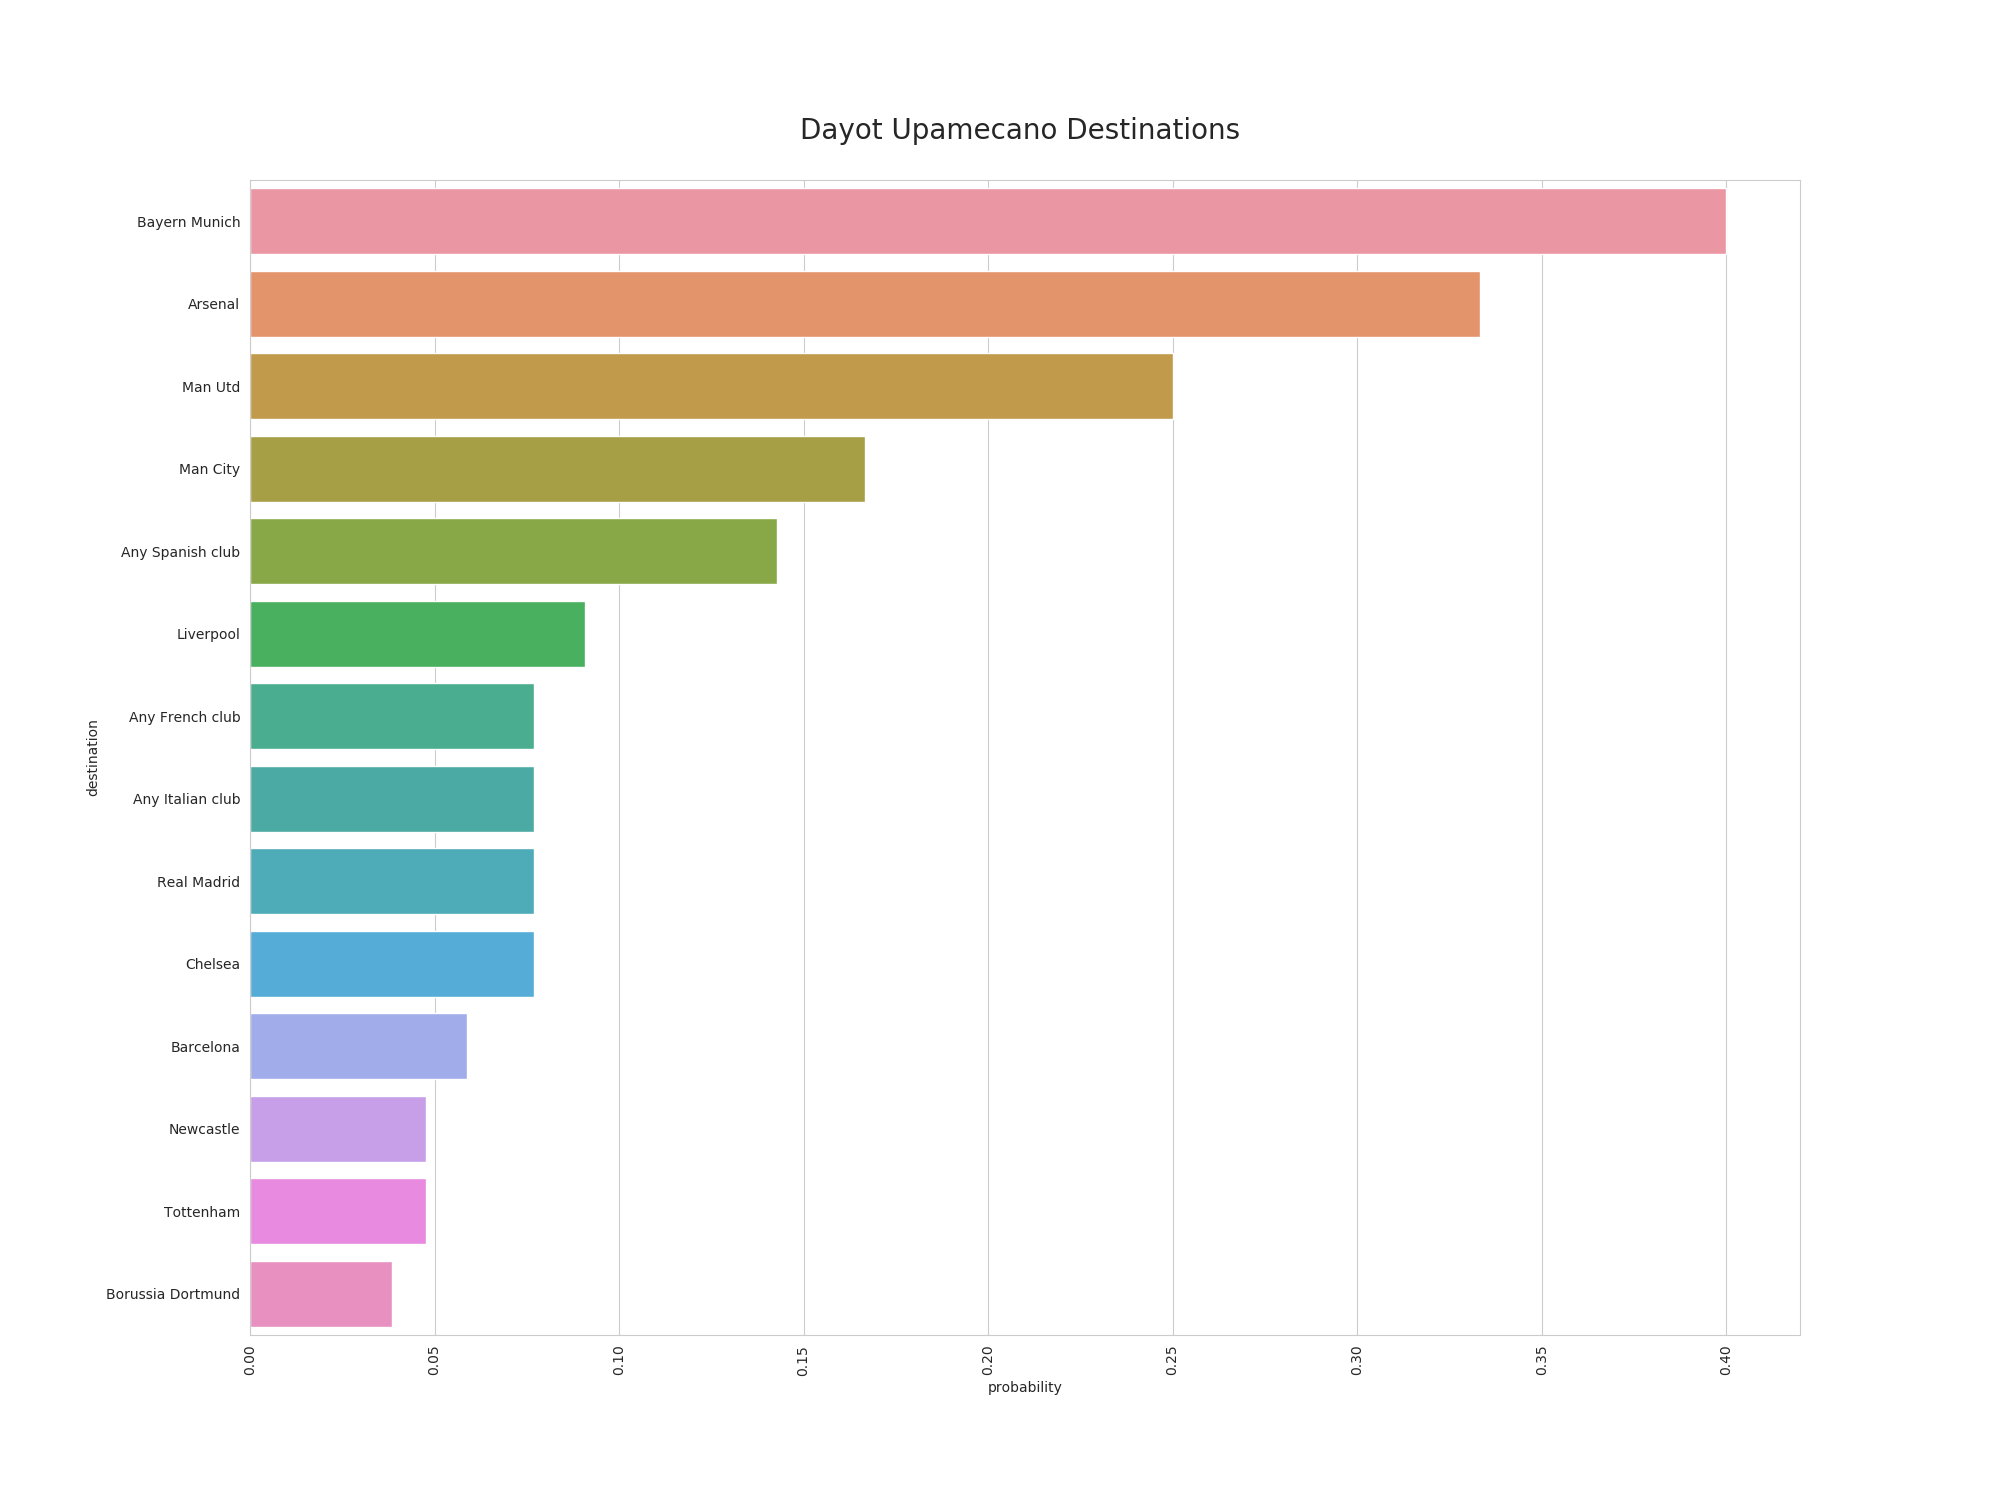 Dayot Upamecano Destinations
Bayern Munich
Arsenal
Man Utd
Man City
Any Spanish club
Liverpool
Any French club
Any Italian club
Real Madrid
Chelsea
Barcelona
Newcastle
Tottenham
Borussia Dortmund
destination
0.00 0.05 0.10 0.15 0.20 0.25 0.30 0.35 0.40
probability